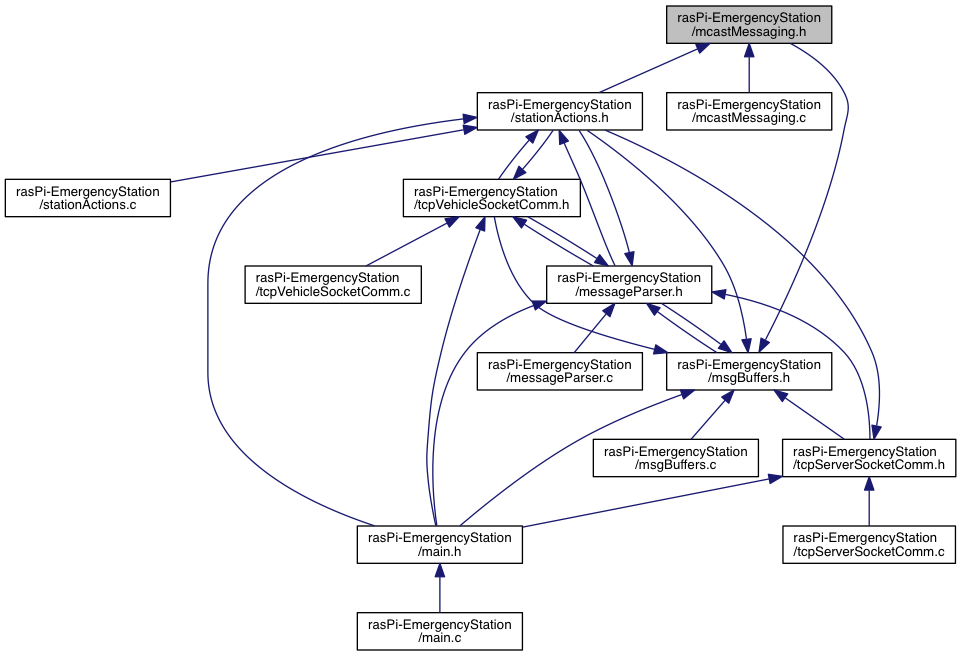 rasPi-EmergencyStation
/mcastMessaging.h
rasPi-EmergencyStation
/stationActions.h
rasPi-EmergencyStation
/mcastMessaging.c
rasPi-EmergencyStation
/stationActions.c
rasPi-EmergencyStation
/tcpVehicleSocketComm.h
rasPi-EmergencyStation
/tcpVehicleSocketComm.c
rasPi-EmergencyStation
/messageParser.h
rasPi-EmergencyStation
/messageParser.c
rasPi-EmergencyStation
/msgBuffers.h
rasPi-EmergencyStation
/msgBuffers.c
rasPi-EmergencyStation
/tcpServerSocketComm.h
rasPi-EmergencyStation
/main.h
rasPi-EmergencyStation
/tcpServerSocketComm.c
rasPi-EmergencyStation
/main.c